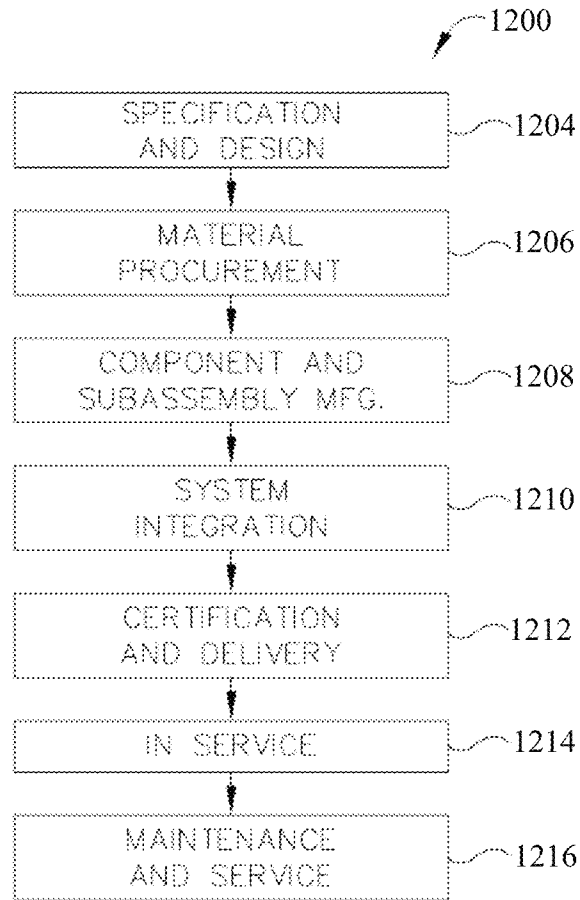 1200
SPECIFICATION
AND DESIGN
1204
MATERIAL
PROCUREMENT
1206
COMPONENT AND
SUBASSEMBLY MFG.
1208
SYSTEM
INTEGRATION
1210
CERTIFICATION
AND DELIVERY
1212
IN SERVICE
1214
MAINTENANCE
AND SERVICE
1216